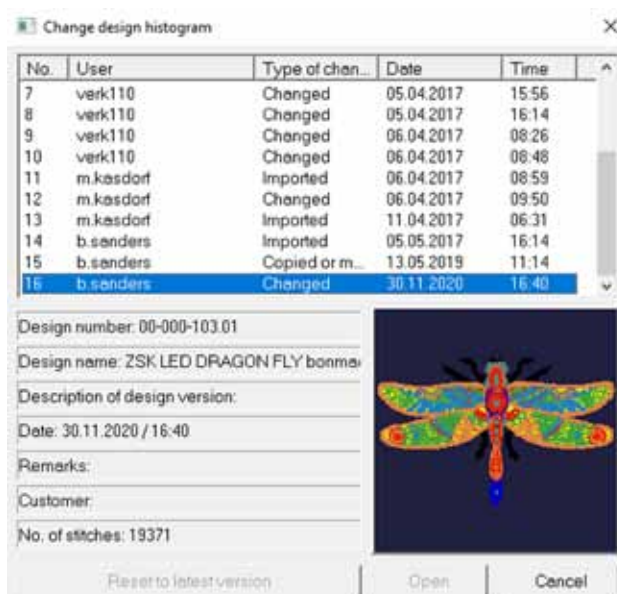 Change design histogram
No. User Type of chan... Date Time
7 verk110 Changed 05.04.2017 15:56
8 verk110 Changed 05.04.2017 16:14
9 verk110 Changed 06.04.2017 08:26
10 verk110 Changed 06.04.2017 08:48
11 m.kasdorf Imported 06.04.2017 08:59
12 m.kasdorf Changed 06.04.2017 09:50
13 m.kasdorf Imported 11.04.2017 06:31
14 b.sanders Imported 05.05.2017 16:14
15 b.sanders Copied or m... 13.05.2019 11:14
16 b.sanders Changed 30.11.2020 16:40
Design number: 00-000-103.01
Design name: ZSK LED DRAGON FLY bonma
Description of design version:
Date: 30.11.2020 / 16:40
Remarks:
Customer:
No. of stitches: 19371
Reset to latest version Open Cancel